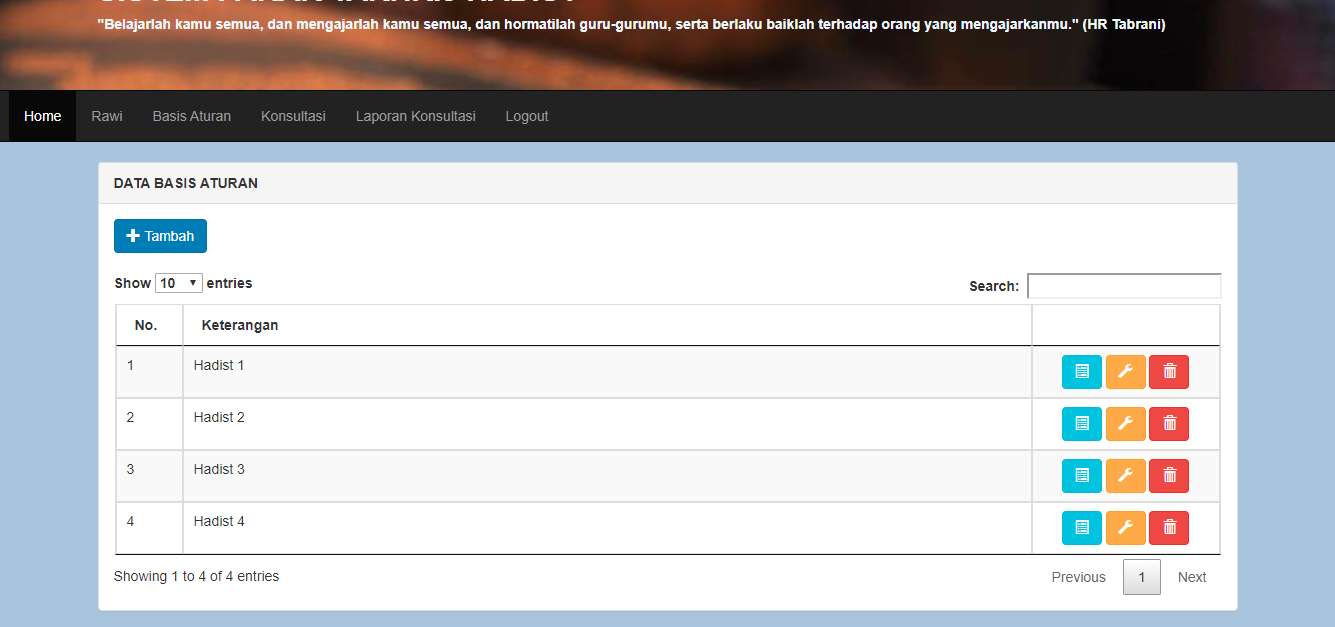 "Belajarlah kamu semua, dan mengajarlah kamu semua, dan hormatilah guru-gurumu, serta berlaku baiklah terhadap orang yang mengajarkanmu." (HR Tabrani)
Home Rawi Basis Aturan Konsultasi Laporan Konsultasi Logout
DATA BASIS ATURAN
Tambah
Show 10 entries Search:
No. Keterangan
1 Hadist 1
2 Hadist 2
3 Hadist 3
4 Hadist 4
Showing 1 to 4 of 4 entries Previous 1 Next